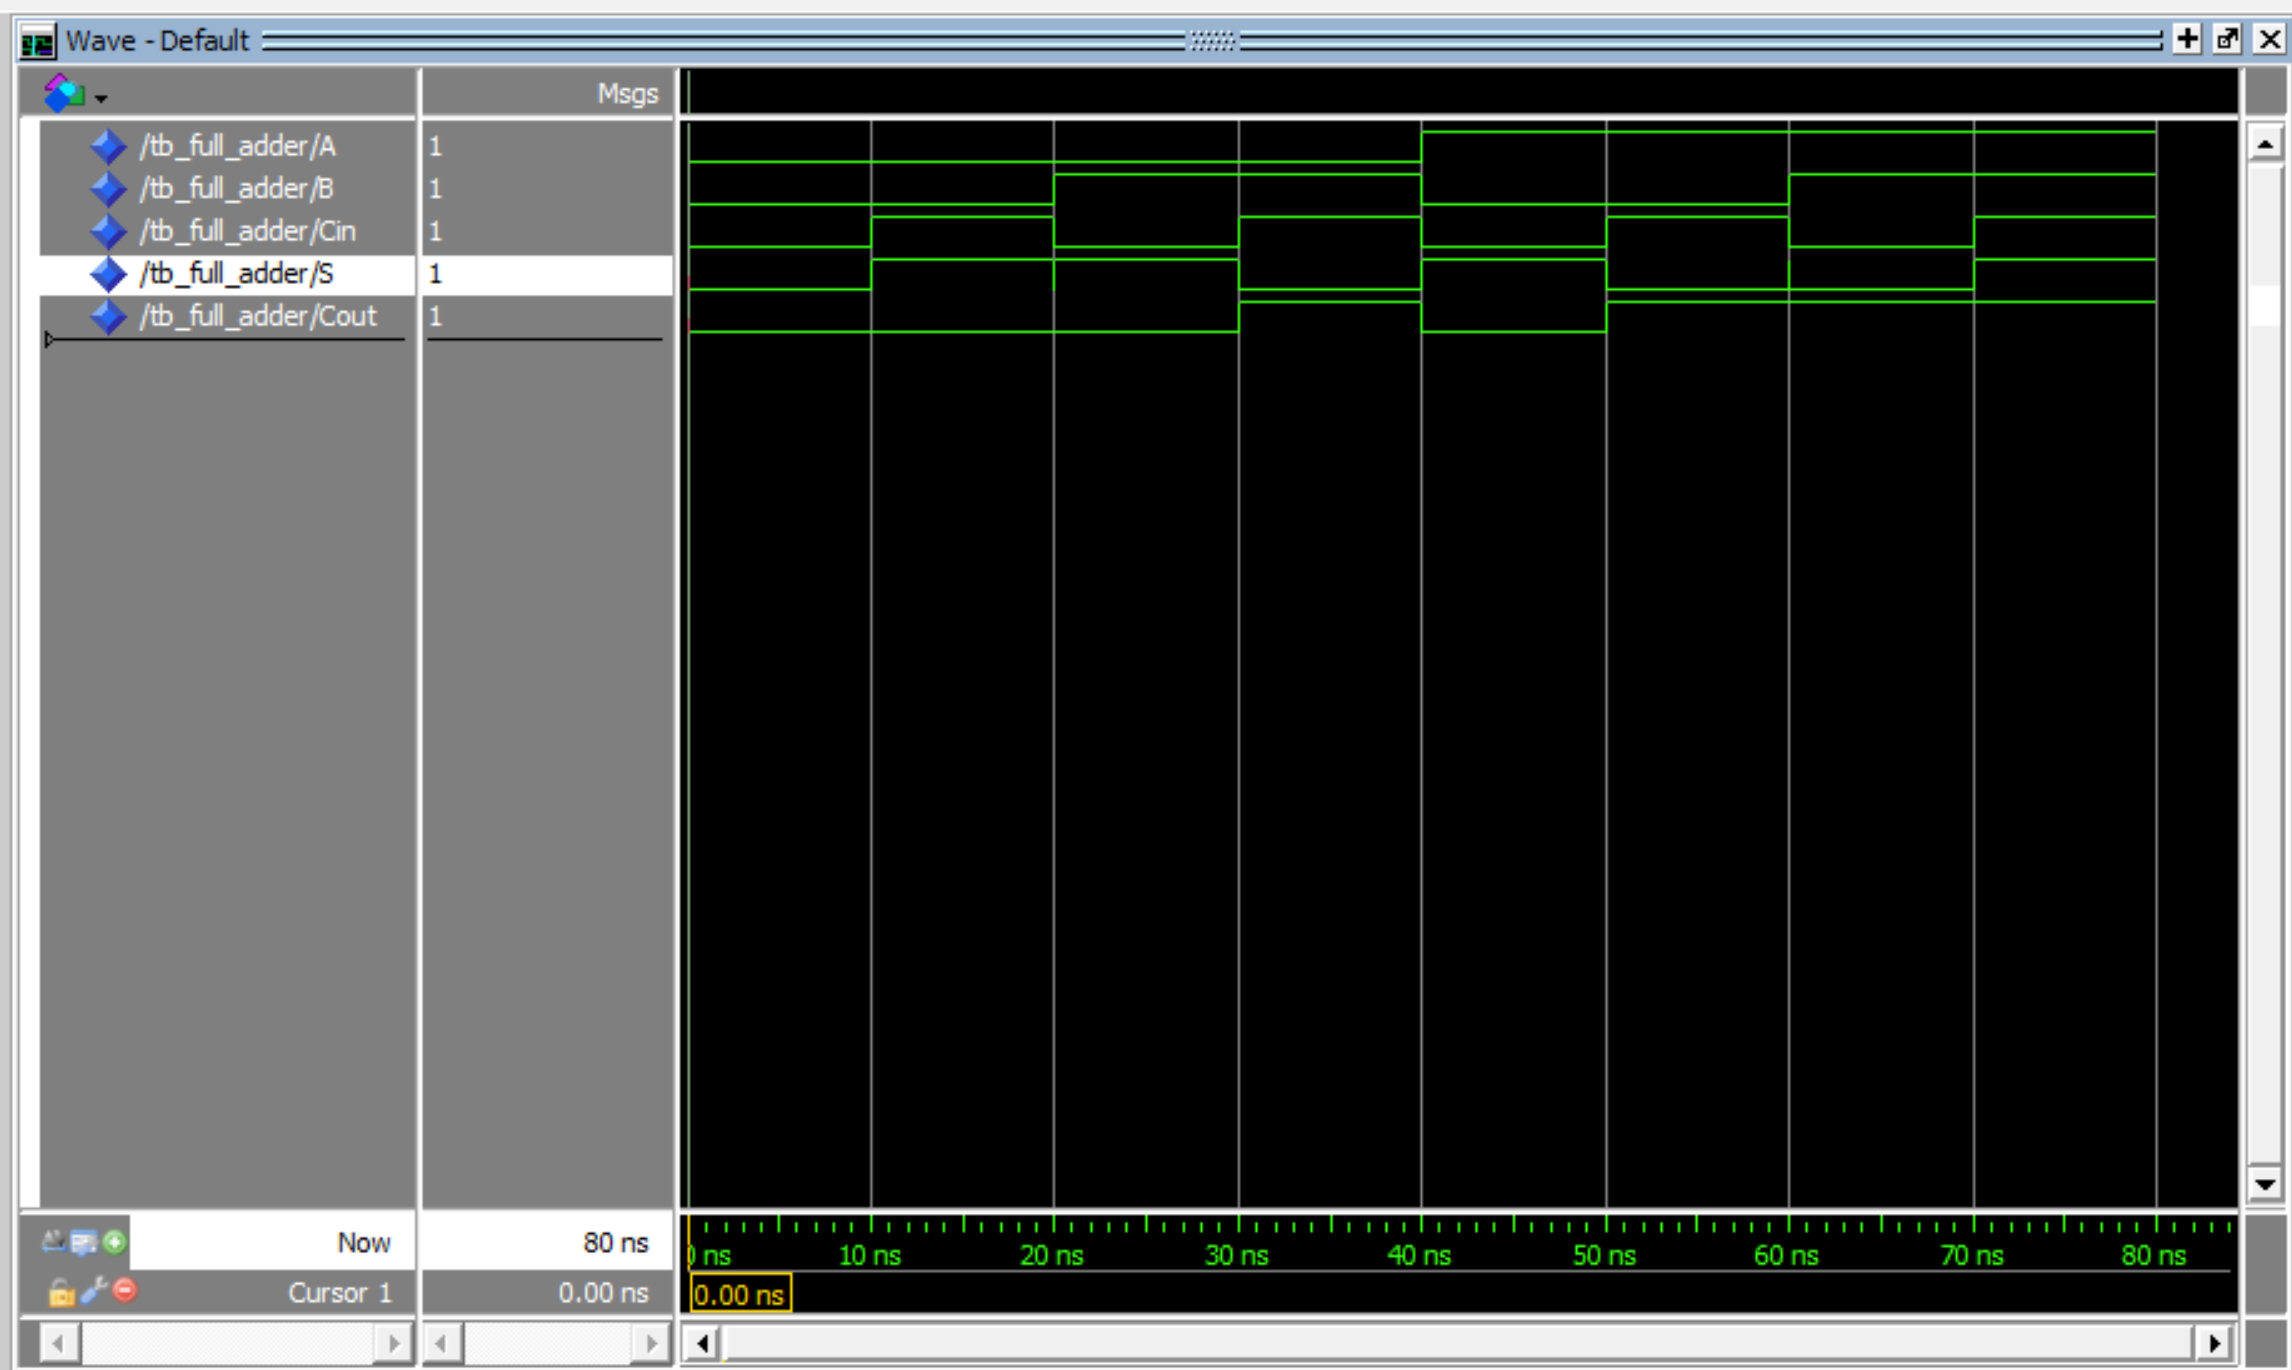 Wave - Default
Msgs
/tb_full_adder/A 1
/tb_full_adder/B 1
/tb_full_adder/Cin 1
/tb_full_adder/S 1
/tb_full_adder/Cout 1
Now 80 ns
0 ns 10 ns 20 ns 30 ns 40 ns 50 ns 60 ns 70 ns 80 ns
Cursor 1 0.00 ns 0.00 ns